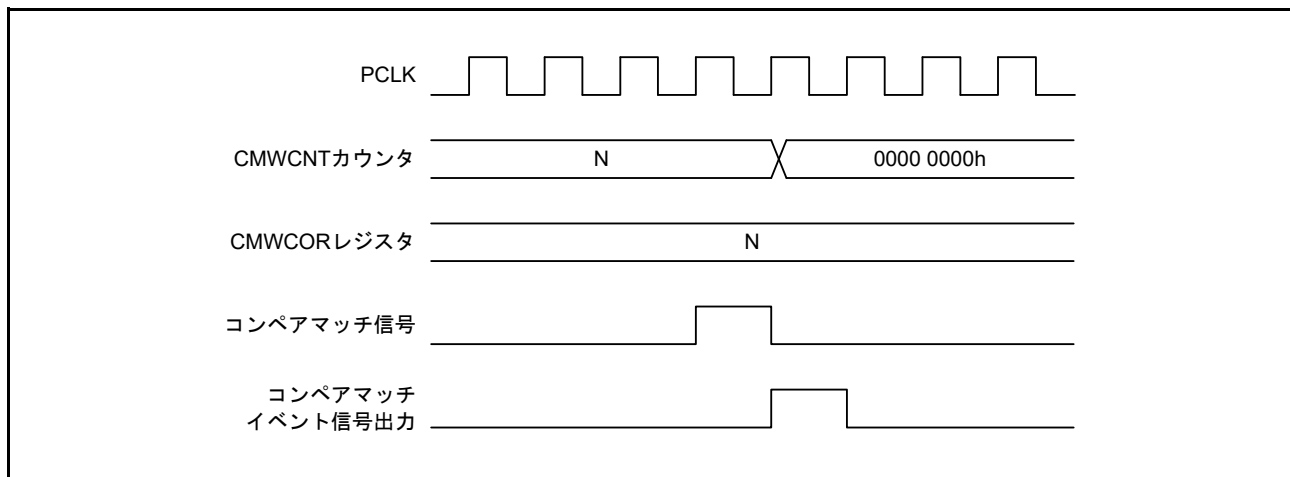 PCLK
CMWCNTカウンタ
N
0000 0000h
CMWCORレジスタ
N
コンペアマッチ信号
コンペアマッチ
イベント信号出力